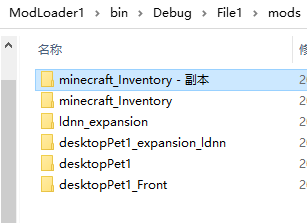 ModLoader1 › bin › Debug › File1 › mods
名称
minecraft_Inventory - 副本
minecraft_Inventory
ldnn_expansion
desktopPet1_expansion_ldnn
desktopPet1
desktopPet1_Front